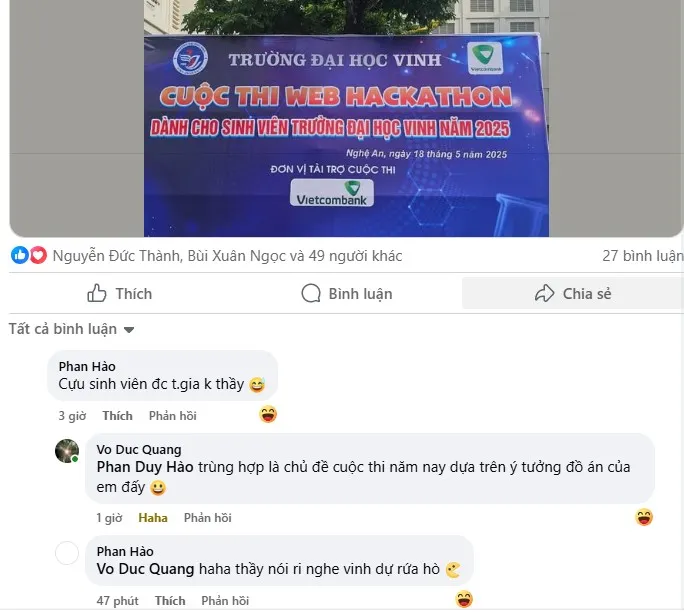 TRƯỜNG ĐẠI HỌC VINH
Vietcombank
CUỘC THI WEB HACKATHON
DÀNH CHO SINH VIÊN TRƯỜNG ĐẠI HỌC VINH NĂM 2025
Nghệ An, ngày 18 tháng 5 năm 2025
ĐƠN VỊ TÀI TRỢ CUỘC THI
Vietcombank
Nguyễn Đức Thành, Bùi Xuân Ngọc và 49 người khác
27 bình luận
Thích
Bình luận
Chia sẻ
Tất cả bình luận
Phan Hào
Cựu sinh viên đc t.gia k thầy 😅
3 giờ Thích Phản hồi
Vo Duc Quang
Phan Duy Hào trùng hợp là chủ đề cuộc thi năm nay dựa trên ý tưởng đồ án của
em đấy 😀
1 giờ Haha Phản hồi
Phan Hào
Vo Duc Quang haha thầy nói ri nghe vinh dự rứa hò
47 phút Thích Phản hồi